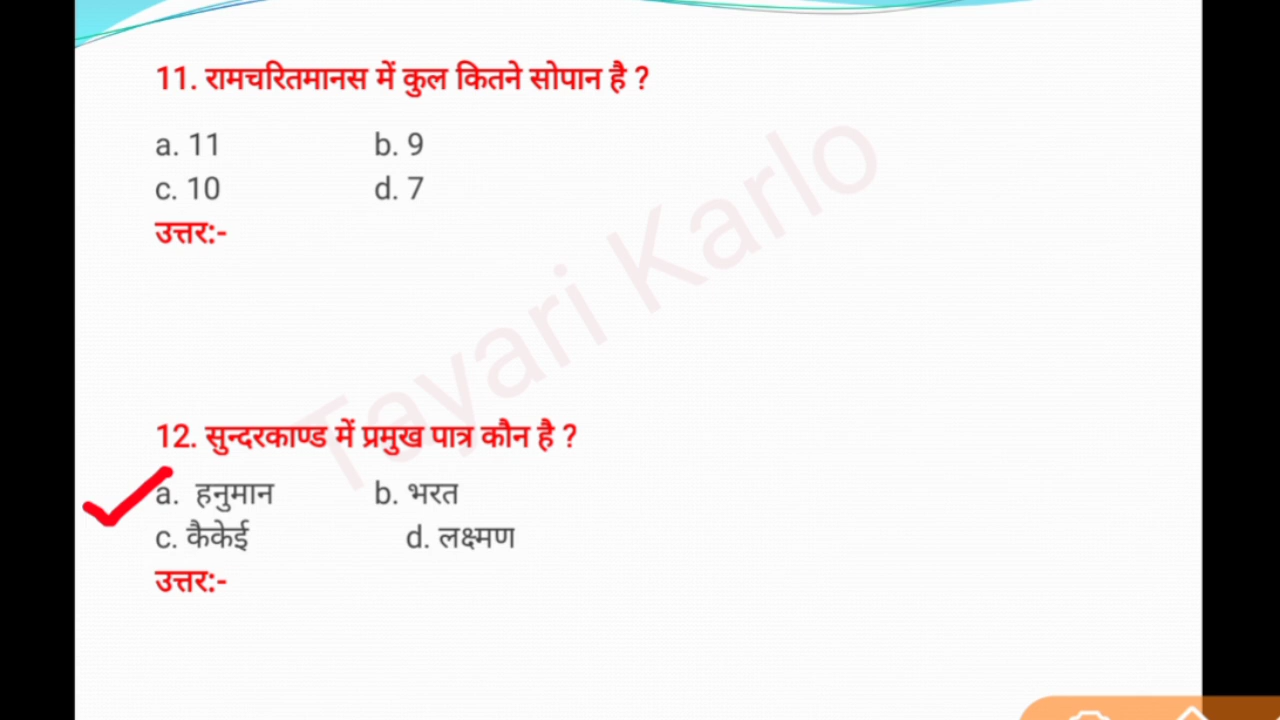 11. रामचरितमानस में कुल कितने सोपान है ?
a. 11 b. 9
c. 10 d. 7
उत्तर:-
Tayari Karlo
12. सुन्दरकाण्ड में प्रमुख पात्र कौन है ?
a. हनुमान b. भरत
c. कैकेई d. लक्ष्मण
उत्तर:-